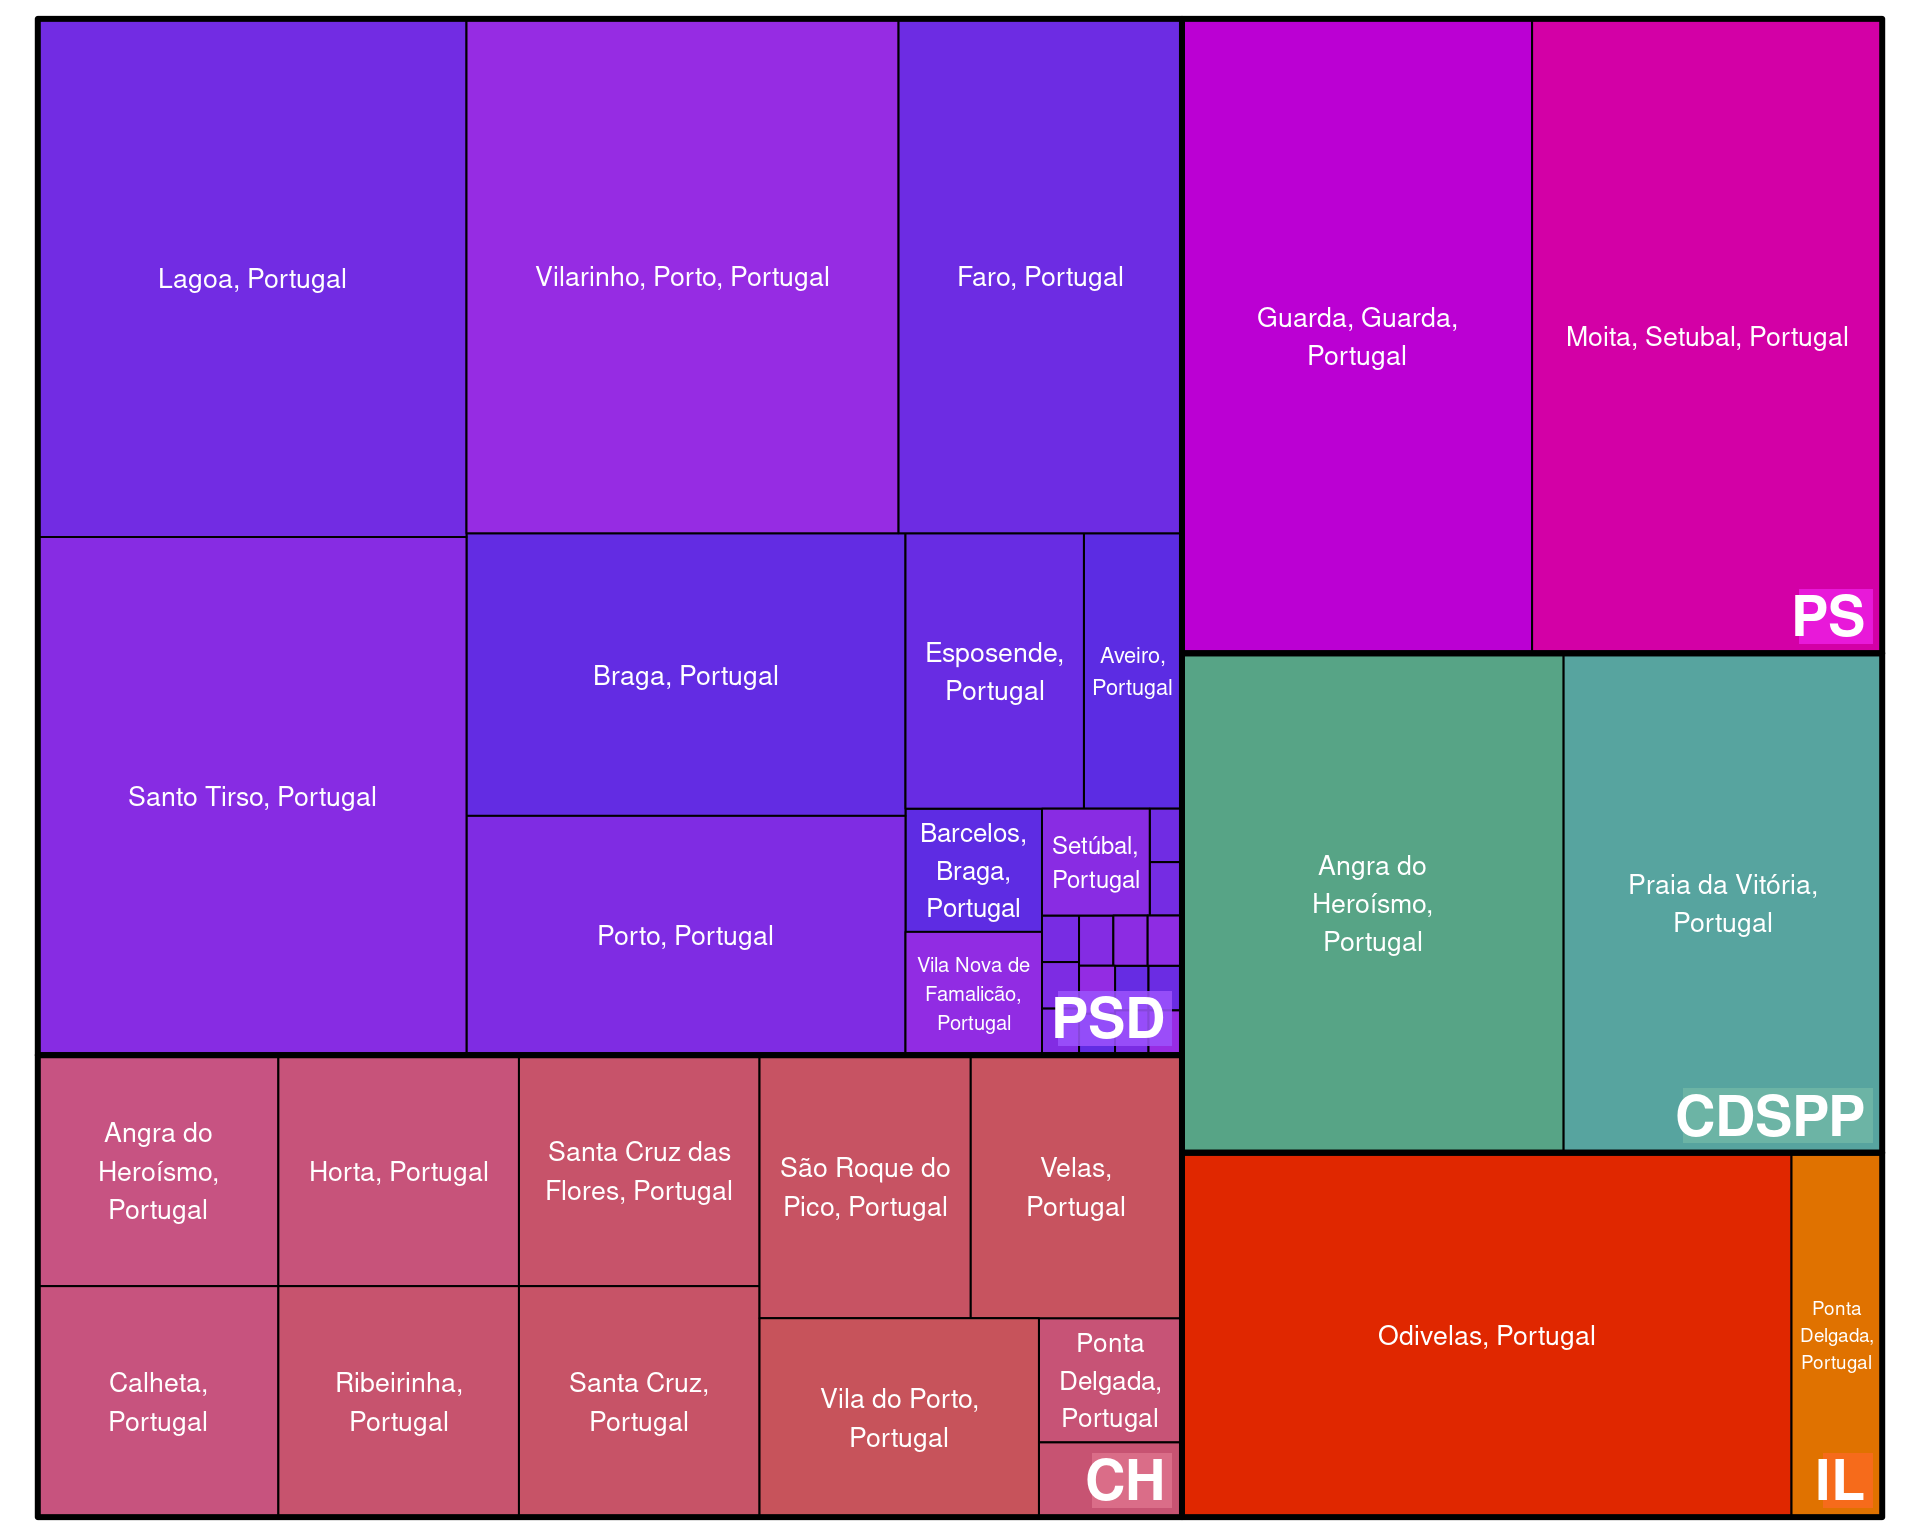 Lagoa, Portugal
Vilarinho, Porto, Portugal
Faro, Portugal
Santo Tirso, Portugal
Braga, Portugal
Esposende,
Portugal
Aveiro,
Portugal
Porto, Portugal
Barcelos,
Braga,
Portugal
Setúbal,
Portugal
Vila Nova de
Famalicão,
Portugal
PSD
Guarda, Guarda,
Portugal
Moita, Setubal, Portugal
PS
Angra do
Heroísmo,
Portugal
Praia da Vitória,
Portugal
CDSPP
Angra do
Heroísmo,
Portugal
Horta, Portugal
Santa Cruz das
Flores, Portugal
São Roque do
Pico, Portugal
Velas,
Portugal
Calheta,
Portugal
Ribeirinha,
Portugal
Santa Cruz,
Portugal
Vila do Porto,
Portugal
Ponta
Delgada,
Portugal
CH
Odivelas, Portugal
Ponta
Delgada,
Portugal
IL